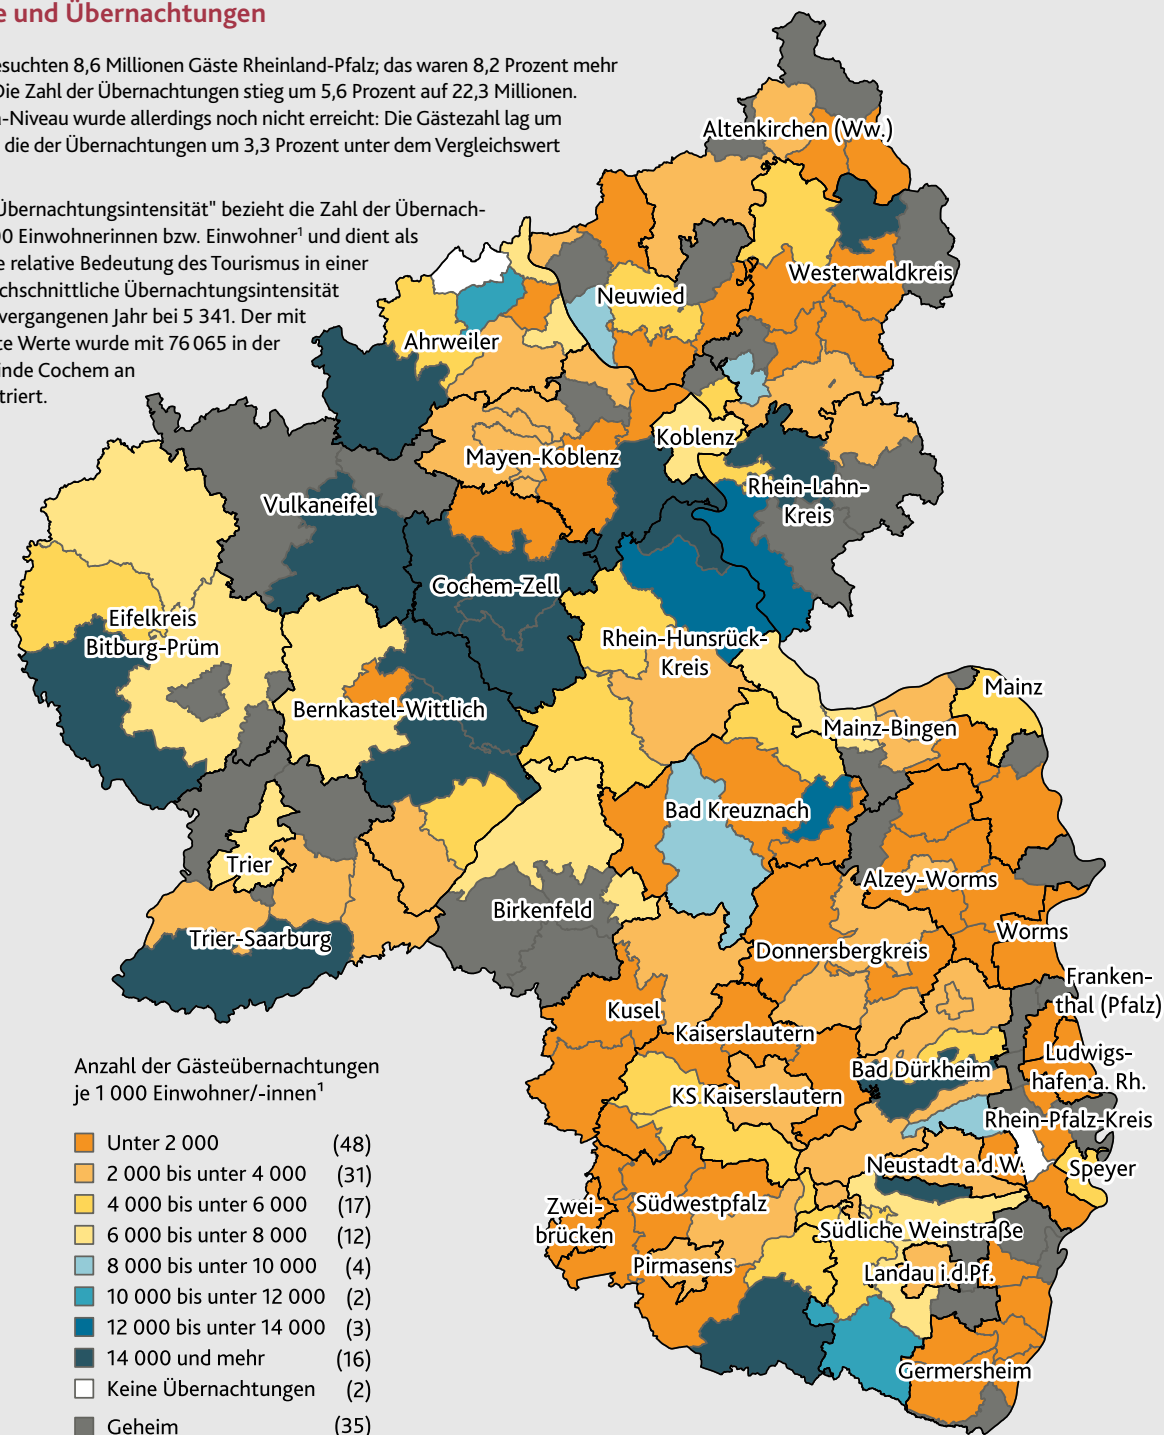 e und Übernachtungen
esuchten 8,6 Millionen Gäste Rheinland-Pfalz; das waren 8,2 Prozent mehr
Die Zahl der Übernachtungen stieg um 5,6 Prozent auf 22,3 Millionen.
-Niveau wurde allerdings noch nicht erreicht: Die Gästezahl lag um
die der Übernachtungen um 3,3 Prozent unter dem Vergleichswert
Übernachtungsintensität" bezieht die Zahl der Übernach-
00 Einwohnerinnen bzw. Einwohner¹ und dient als
e relative Bedeutung des Tourismus in einer
chschnittliche Übernachtungsintensität
vergangenen Jahr bei 5 341. Der mit
te Werte wurde mit 76 065 in der
inde Cochem an
triert.
Altenkirchen (Ww.)
Westerwaldkreis
Neuwied
Ahrweiler
Koblenz
Mayen-Koblenz
Rhein-Lahn-
Kreis
Vulkaneifel
Cochem-Zell
Eifelkreis
Bitburg-Prüm
Rhein-Hunsrück-
Kreis
Mainz
Bernkastel-Wittlich
Mainz-Bingen
Bad Kreuznach
Trier
Alzey-Worms
Birkenfeld
Worms
Trier-Saarburg
Donnersbergkreis
Franken-
thal (Pfalz)
Kusel
Kaiserslautern
Ludwigs-
hafen a. Rh.
Bad Dürkheim
KS Kaiserslautern
Rhein-Pfalz-Kreis
Neustadt a.d.W.
Speyer
Zwei-
brücken
Südwestpfalz
Südliche Weinstraße
Pirmasens
Landau i.d.Pf.
Germersheim
Anzahl der Gästeübernachtungen
je 1 000 Einwohner/-innen¹
Unter 2 000 (48)
2 000 bis unter 4 000 (31)
4 000 bis unter 6 000 (17)
6 000 bis unter 8 000 (12)
8 000 bis unter 10 000 (4)
10 000 bis unter 12 000 (2)
12 000 bis unter 14 000 (3)
14 000 und mehr (16)
Keine Übernachtungen (2)
Geheim (35)